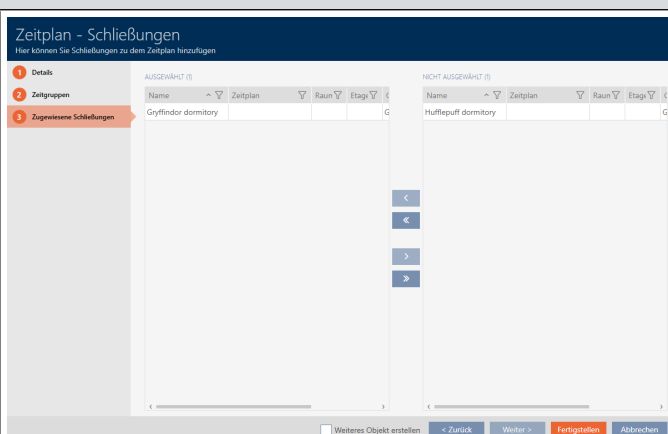 Zeitplan - Schließungen
Hier können Sie Schließungen zu dem Zeitplan hinzufügen
1 Details
2 Zeitgruppen
3 Zugewiesene Schließungen
AUSGEWÄHLT (1)
Name Zeitplan Raun Etage
Gryffindor dormitory G
NICHT AUSGEWÄHLT (1)
Name Zeitplan Raun Etage G
Hufflepuff dormitory G
<
«
>
»
Weiteres Objekt erstellen
< Zurück
Weiter >
Fertigstellen
Abbrechen